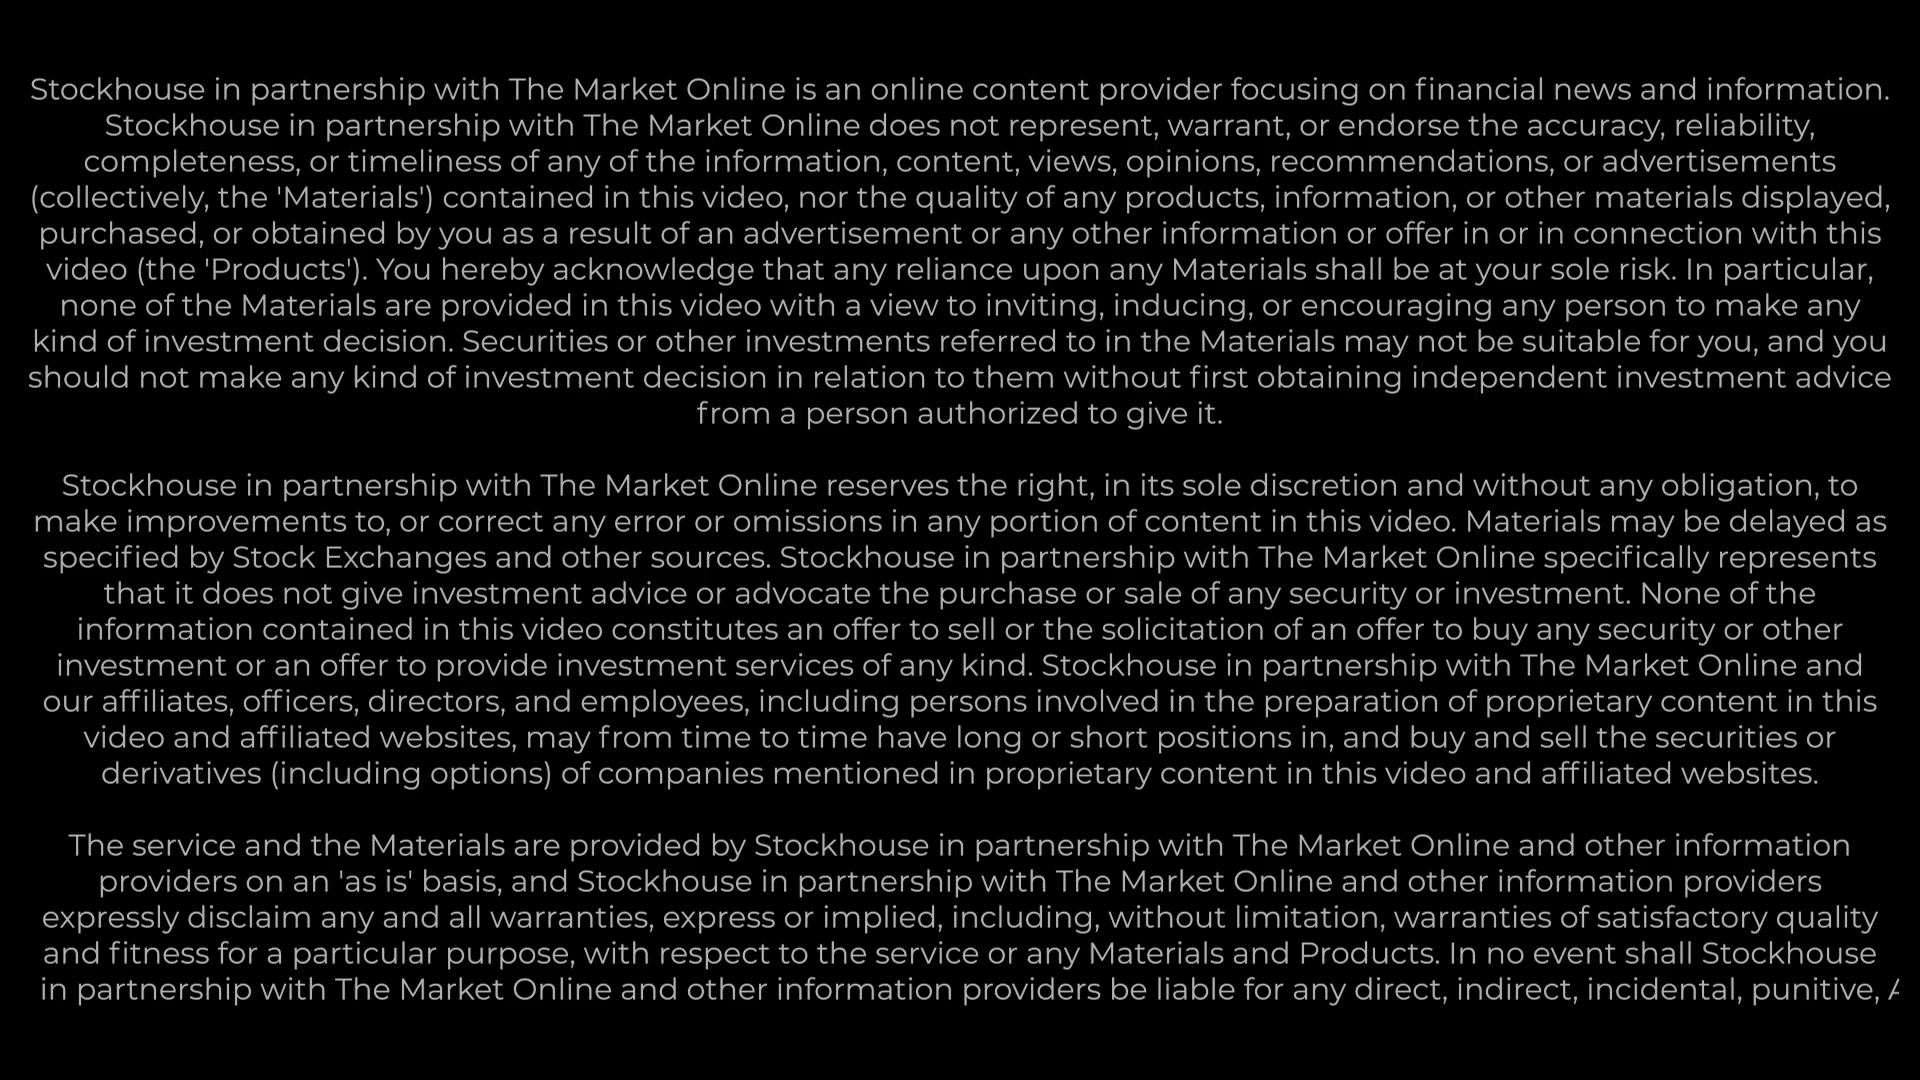 Stockhouse in partnership with The Market Online is an online content provider focusing on financial news and information.
Stockhouse in partnership with The Market Online does not represent, warrant, or endorse the accuracy, reliability,
completeness, or timeliness of any of the information, content, views, opinions, recommendations, or advertisements
(collectively, the 'Materials') contained in this video, nor the quality of any products, information, or other materials displayed,
purchased, or obtained by you as a result of an advertisement or any other information or offer in or in connection with this
video (the 'Products'). You hereby acknowledge that any reliance upon any Materials shall be at your sole risk. In particular,
none of the Materials are provided in this video with a view to inviting, inducing, or encouraging any person to make any
kind of investment decision. Securities or other investments referred to in the Materials may not be suitable for you, and you
should not make any kind of investment decision in relation to them without first obtaining independent investment advice
from a person authorized to give it.
Stockhouse in partnership with The Market Online reserves the right, in its sole discretion and without any obligation, to
make improvements to, or correct any error or omissions in any portion of content in this video. Materials may be delayed as
specified by Stock Exchanges and other sources. Stockhouse in partnership with The Market Online specifically represents
that it does not give investment advice or advocate the purchase or sale of any security or investment. None of the
information contained in this video constitutes an offer to sell or the solicitation of an offer to buy any security or other
investment or an offer to provide investment services of any kind. Stockhouse in partnership with The Market Online and
our affiliates, officers, directors, and employees, including persons involved in the preparation of proprietary content in this
video and affiliated websites, may from time to time have long or short positions in, and buy and sell the securities or
derivatives (including options) of companies mentioned in proprietary content in this video and affiliated websites.
The service and the Materials are provided by Stockhouse in partnership with The Market Online and other information
providers on an 'as is' basis, and Stockhouse in partnership with The Market Online and other information providers
expressly disclaim any and all warranties, express or implied, including, without limitation, warranties of satisfactory quality
and fitness for a particular purpose, with respect to the service or any Materials and Products. In no event shall Stockhouse
in partnership with The Market Online and other information providers be liable for any direct, indirect, incidental, punitive,